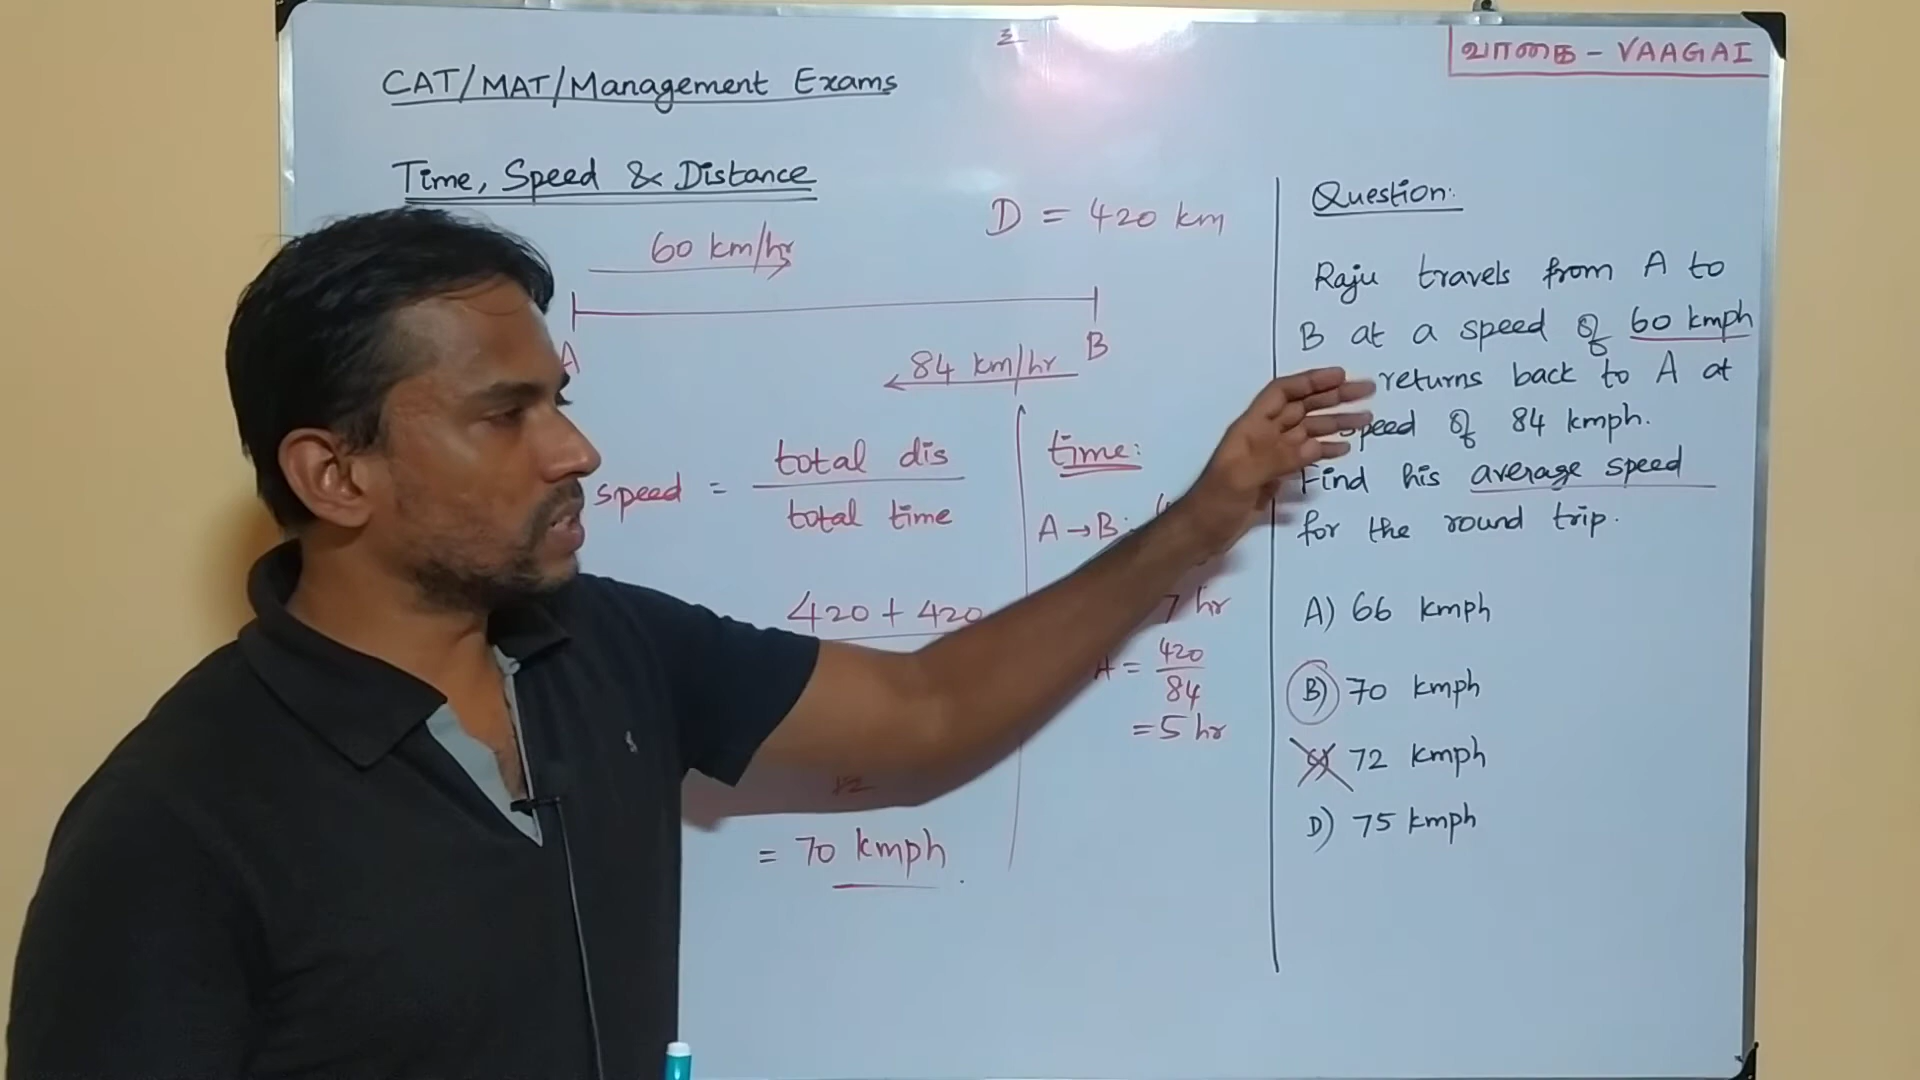 வாகை - VAAGAI
CAT/MAT/Management Exams
Time, Speed & Distance
D = 420 km
60 km/hr
A
B
84 km/hr
speed = total dis
total time
420 + 420
12
= 70 kmph.
time:
A→B:
7 hr
A = 420
84
= 5 hr
Question:
Raju travels from A to
B at a speed of 60 kmph
returns back to A at
speed of 84 kmph.
Find his average speed
for the round trip.
A) 66 kmph
B) 70 kmph
C) 72 kmph
D) 75 kmph